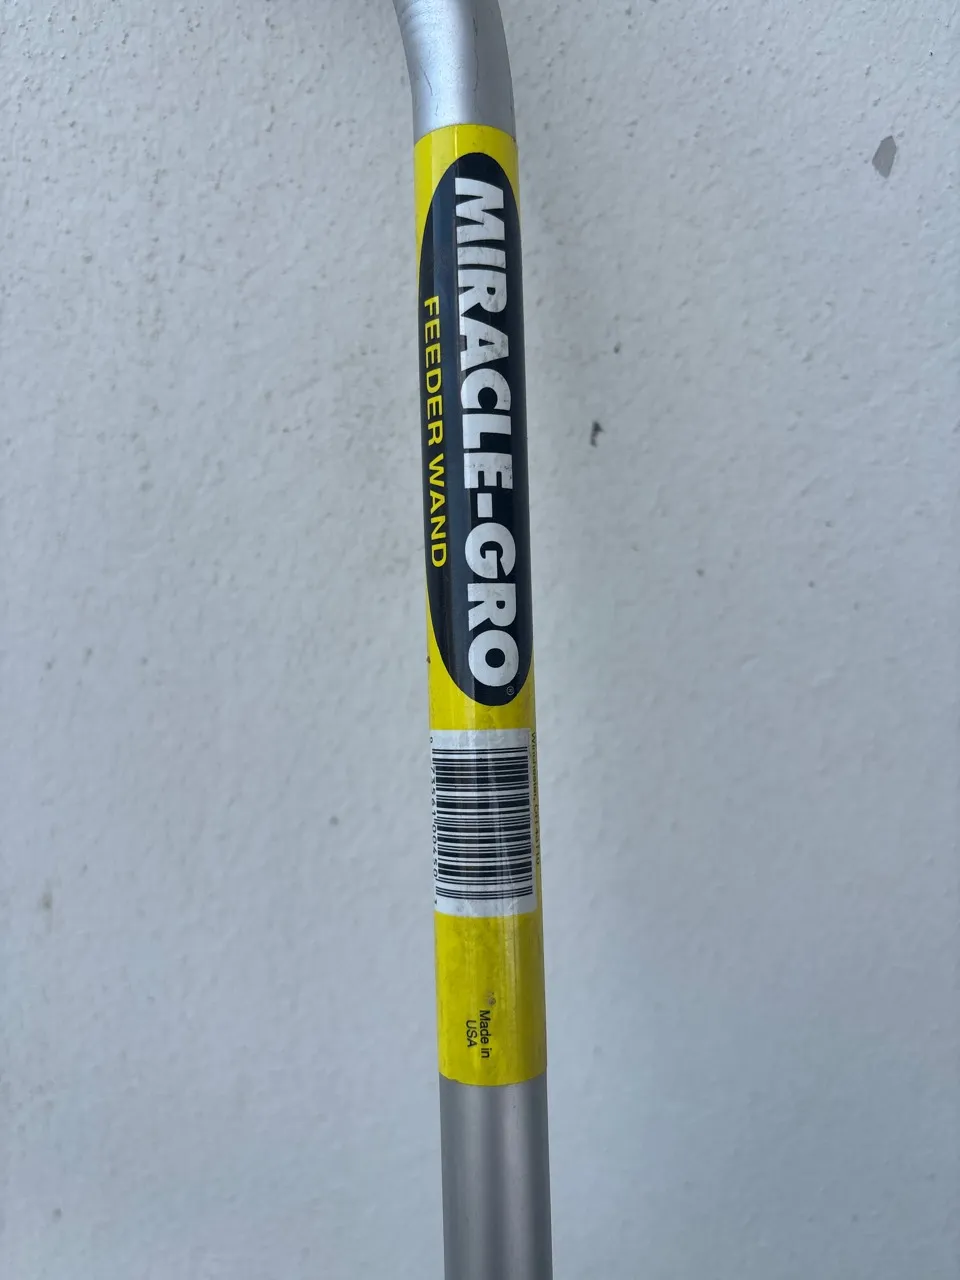 MIRACLE-GRO®
FEEDER WAND
Made in
USA